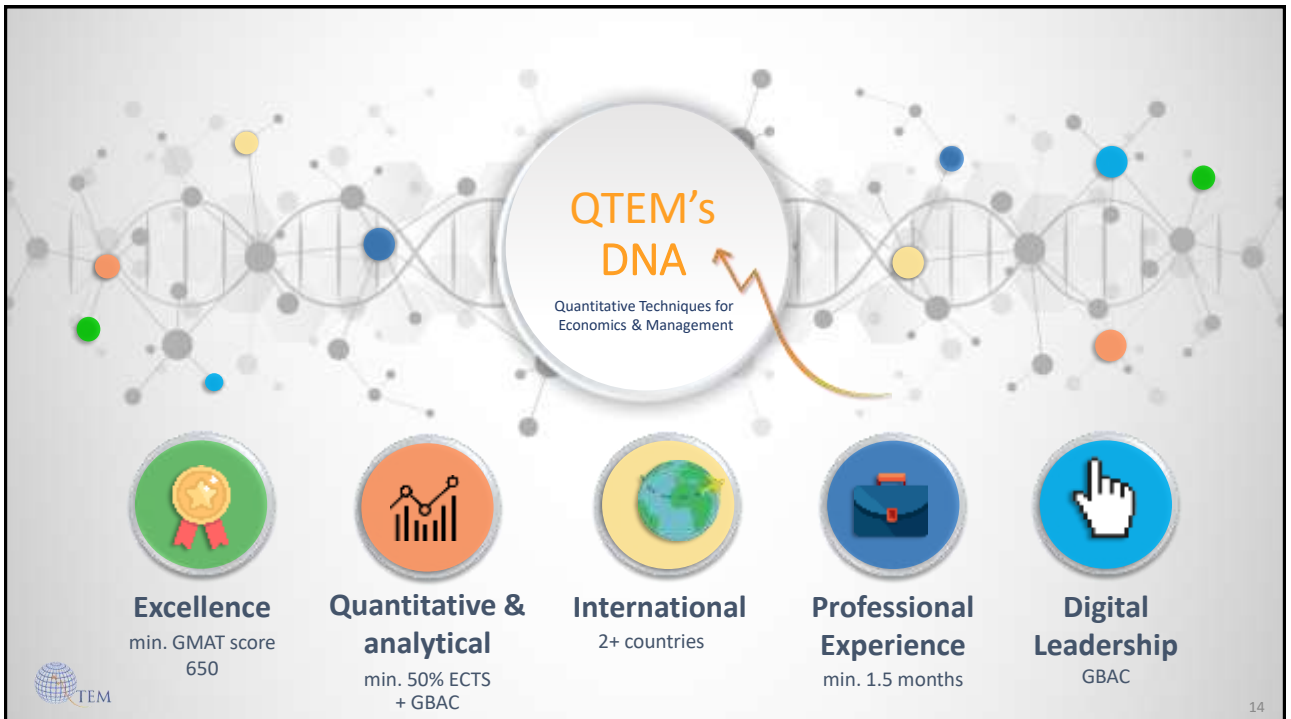 QTEM's
DNA
Quantitative Techniques for
Economics & Management
Excellence
min. GMAT score
650
Quantitative &
analytical
min. 50% ECTS
+ GBAC
International
2+ countries
Professional
Experience
min. 1.5 months
Digital
Leadership
GBAC
QTEM
14